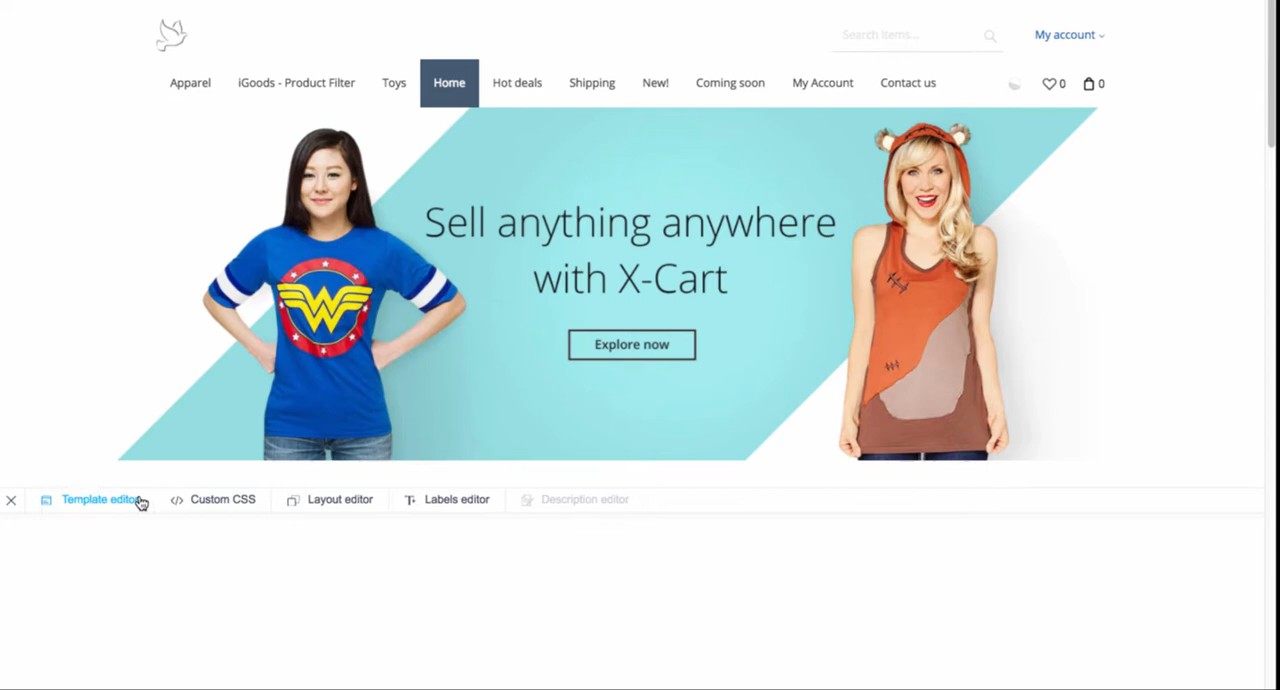 Search items...
My account
Apparel iGoods - Product Filter Toys Home Hot deals Shipping New! Coming soon My Account Contact us 0 0
Sell anything anywhere
with X-Cart
W
Explore now
Template editor Custom CSS Layout editor Labels editor Description editor